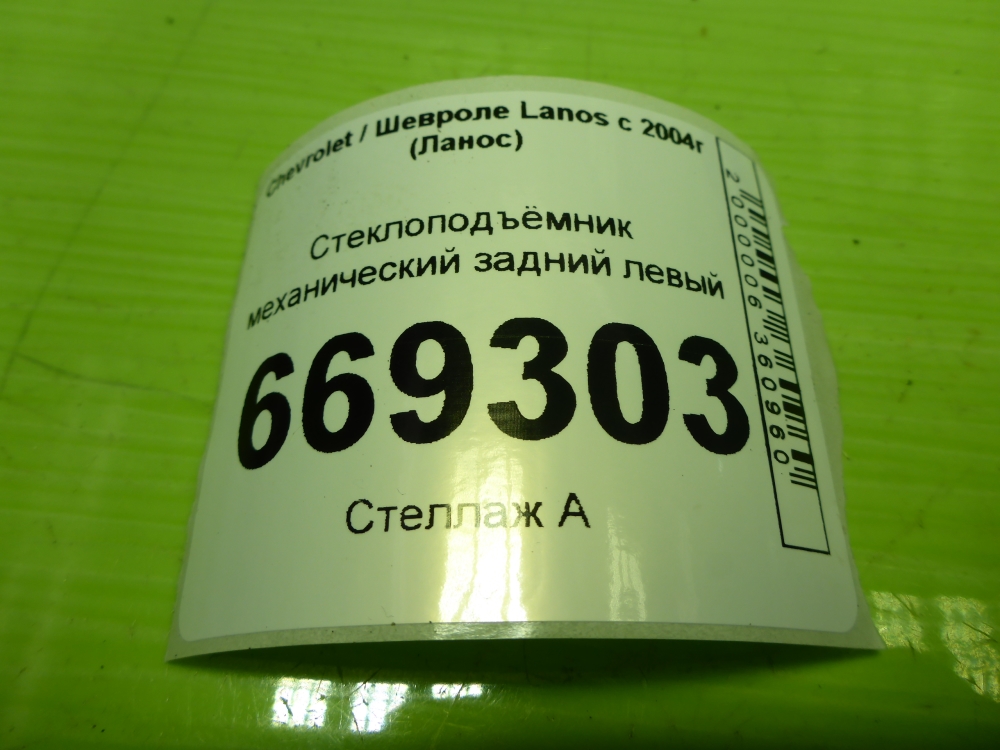 Chevrolet / Шевроле Lanos с 2004г
(Ланос)
Стеклоподъёмник
механический задний левый
669303
Стеллаж А
2000006360960